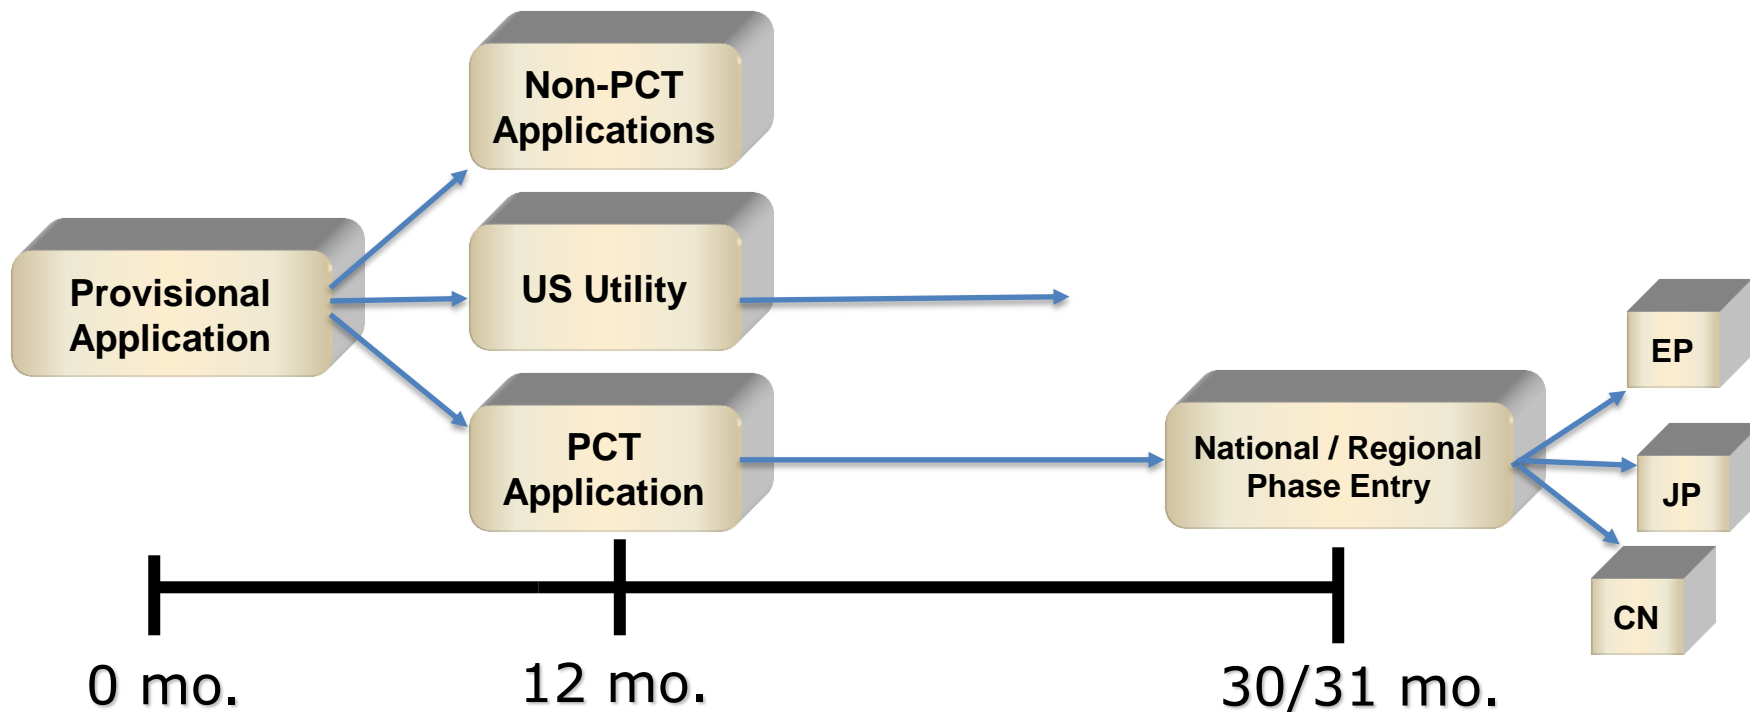 Non-PCT
Applications
Provisional
Application
US Utility
PCT
Application
National / Regional
Phase Entry
EP
JP
CN
0 mo.
12 mo.
30/31 mo.